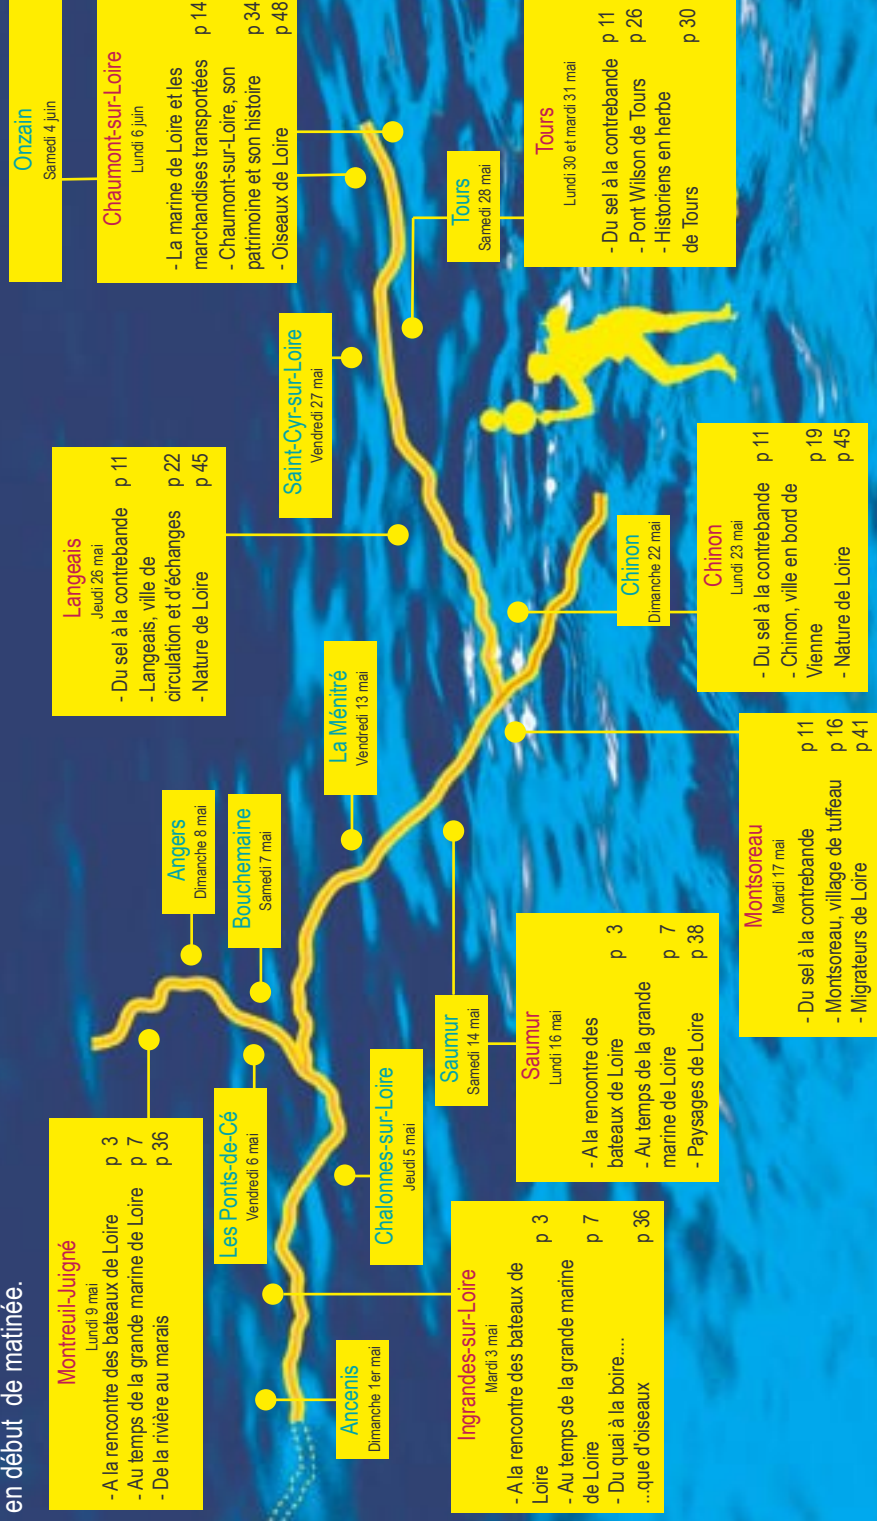 en début de matinée.
Montreuil-Juigné
Lundi 9 mai
- A la rencontre des bateaux de Loire p 3
- Au temps de la grande marine de Loire p 7
- De la rivière au marais p 36
Angers
Dimanche 8 mai
Bouchemaine
Samedi 7 mai
Les Ponts-de-Cé
Vendredi 6 mai
Chalonnes-sur-Loire
Jeudi 5 mai
Ancenis
Dimanche 1er mai
Ingrandes-sur-Loire
Mardi 3 mai
- A la rencontre des bateaux de
Loire p 3
- Au temps de la grande marine
de Loire p 7
- Du quai à la boire....
...que d'oiseaux p 36
La Ménitré
Vendredi 13 mai
Saumur
Samedi 14 mai
Saumur
Lundi 16 mai
- A la rencontre des
bateaux de Loire p 3
- Au temps de la grande
marine de Loire p 7
- Paysages de Loire p 38
Montsoreau
Mardi 17 mai
- Du sel à la contrebande p 11
- Montsoreau, village de tuffeau p 16
- Migrateurs de Loire p 41
Langeais
Jeudi 26 mai
- Du sel à la contrebande p 11
- Langeais, ville de
circulation et d'échanges p 22
- Nature de Loire p 45
Chinon
Dimanche 22 mai
Chinon
Lundi 23 mai
- Du sel à la contrebande p 11
- Chinon, ville en bord de
Vienne p 19
- Nature de Loire p 45
Saint-Cyr-sur-Loire
Vendredi 27 mai
Tours
Samedi 28 mai
Tours
Lundi 30 et mardi 31 mai
- Du sel à la contrebande p 11
- Pont Wilson de Tours p 26
- Historiens en herbe
de Tours p 30
Onzain
Samedi 4 juin
Chaumont-sur-Loire
Lundi 6 juin
- La marine de Loire et les
marchandises transportées p 14
- Chaumont-sur-Loire, son
patrimoine et son histoire p 34
- Oiseaux de Loire p 48